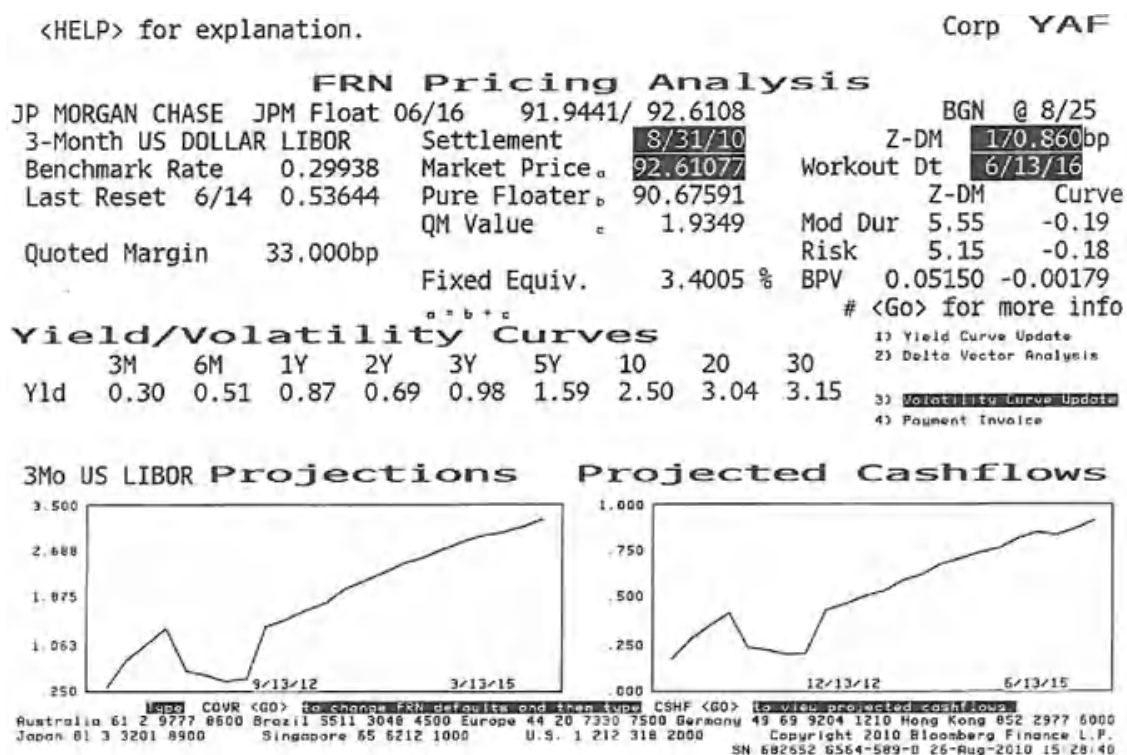 <HELP> for explanation. Corp YAF
FRN Pricing Analysis
JP MORGAN CHASE JPM Float 06/16 91.9441/ 92.6108 BGN @ 8/25
3-Month US DOLLAR LIBOR Settlement 8/31/10 Z-DM 170.860bp
Benchmark Rate 0.29938 Market Price a 92.61077 Workout Dt 6/13/16
Last Reset 6/14 0.53644 Pure Floater b 90.67591 Z-DM Curve
QM Value c 1.9349 Mod Dur 5.55 -0.19
Quoted Margin 33.000bp Risk 5.15 -0.18
Fixed Equiv. 3.4005 % BPV 0.05150 -0.00179
a = b + c # <Go> for more info
Yield/Volatility Curves 1) Yield Curve Update
3M 6M 1Y 2Y 3Y 5Y 10 20 30 2) Delta Vector Analysis
Yld 0.30 0.51 0.87 0.69 0.98 1.59 2.50 3.04 3.15
3) Volatility Curve Update
4) Payment Invoice
3Mo US LIBOR Projections Projected Cashflows
3.500 1.000
2.688 .750
1.875 .500
1.063 .250
9/13/12 3/13/15 12/13/12 6/13/15
.250 .000
Type COVR <GO> to change FRN defaults and then type CSHF <GO> to view projected cashflows.
Australia 61 2 9777 8600 Brazil 5511 3048 4500 Europe 44 20 7330 7500 Germany 49 69 9204 1210 Hong Kong 852 2977 6000
Japan 81 3 3201 8900 Singapore 65 6212 1000 U.S. 1 212 318 2000 Copyright 2010 Bloomberg Finance L.P.
SN 682652 G564-589-0 26-Aug-2010 15:28:40